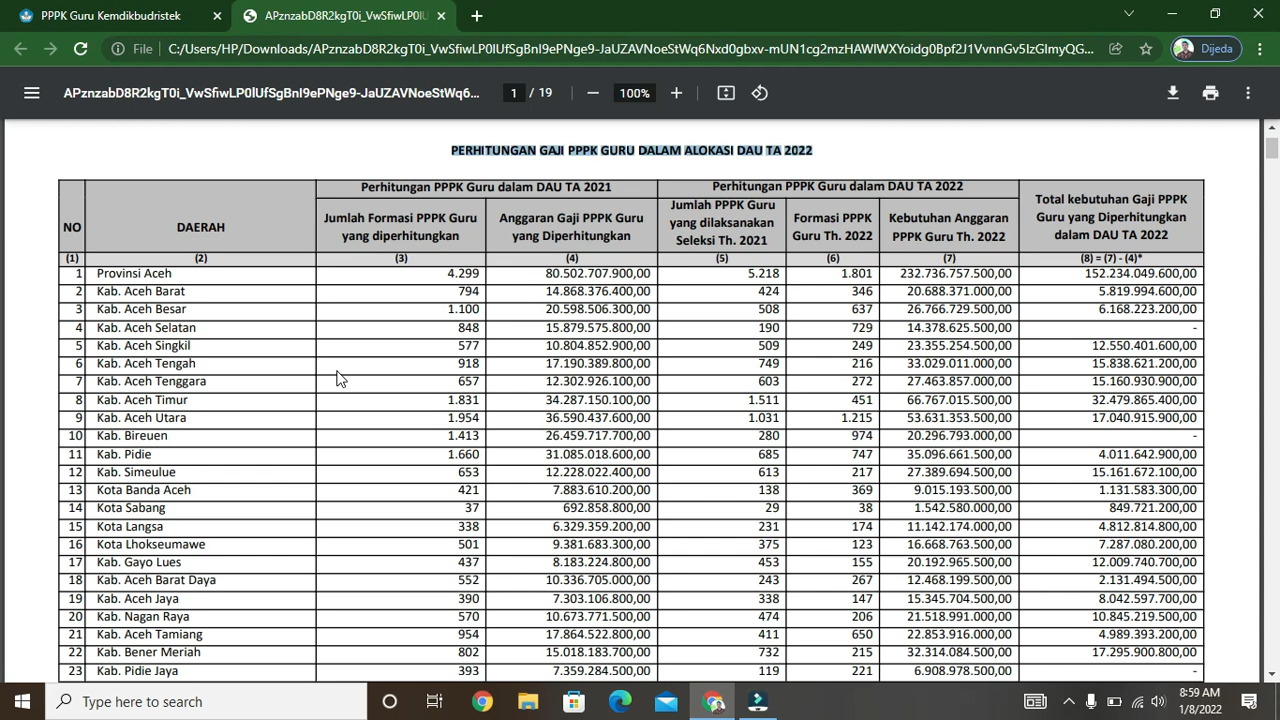 PPPK Guru Kemdikbudristek
APznzabD8R2kgT0i_VwSfiwLP0lUf
Dijeda
File
C:/Users/HP/Downloads/APznzabD8R2kgT0i_VwSfiwLP0lUfSgBnI9ePNge9-JaUZAVNoeStWq6Nxd0gbxv-mUN1cg2mzHAWlWXYoidg0Bpf2J1VvnnGv5IzGlmyQG...
APznzabD8R2kgT0i_VwSfiwLP0lUfSgBnI9ePNge9-JaUZAVNoeStWq6...
1 / 19
100%
PERHITUNGAN GAJI PPPK GURU DALAM ALOKASI DAU TA 2022
NO
DAERAH
Perhitungan PPPK Guru dalam DAU TA 2021
Perhitungan PPPK Guru dalam DAU TA 2022
Total kebutuhan Gaji PPPK
Guru yang Diperhitungkan
dalam DAU TA 2022
Jumlah Formasi PPPK Guru
yang diperhitungkan
Anggaran Gaji PPPK Guru
yang Diperhitungkan
Jumlah PPPK Guru
yang dilaksanakan
Seleksi Th. 2021
Formasi PPPK
Guru Th. 2022
Kebutuhan Anggaran
PPPK Guru Th. 2022
(1) (2) (3) (4) (5) (6) (7) (8) = (7) - (4)*
1 Provinsi Aceh 4.299 80.502.707.900,00 5.218 1.801 232.736.757.500,00 152.234.049.600,00
2 Kab. Aceh Barat 794 14.868.376.400,00 424 346 20.688.371.000,00 5.819.994.600,00
3 Kab. Aceh Besar 1.100 20.598.506.300,00 508 637 26.766.729.500,00 6.168.223.200,00
4 Kab. Aceh Selatan 848 15.879.575.800,00 190 729 14.378.625.500,00 -
5 Kab. Aceh Singkil 577 10.804.852.900,00 509 249 23.355.254.500,00 12.550.401.600,00
6 Kab. Aceh Tengah 918 17.190.389.800,00 749 216 33.029.011.000,00 15.838.621.200,00
7 Kab. Aceh Tenggara 657 12.302.926.100,00 603 272 27.463.857.000,00 15.160.930.900,00
8 Kab. Aceh Timur 1.831 34.287.150.100,00 1.511 451 66.767.015.500,00 32.479.865.400,00
9 Kab. Aceh Utara 1.954 36.590.437.600,00 1.031 1.215 53.631.353.500,00 17.040.915.900,00
10 Kab. Bireuen 1.413 26.459.717.700,00 280 974 20.296.793.000,00 -
11 Kab. Pidie 1.660 31.085.018.600,00 685 747 35.096.661.500,00 4.011.642.900,00
12 Kab. Simeulue 653 12.228.022.400,00 613 217 27.389.694.500,00 15.161.672.100,00
13 Kota Banda Aceh 421 7.883.610.200,00 138 369 9.015.193.500,00 1.131.583.300,00
14 Kota Sabang 37 692.858.800,00 29 38 1.542.580.000,00 849.721.200,00
15 Kota Langsa 338 6.329.359.200,00 231 174 11.142.174.000,00 4.812.814.800,00
16 Kota Lhokseumawe 501 9.381.683.300,00 375 123 16.668.763.500,00 7.287.080.200,00
17 Kab. Gayo Lues 437 8.183.224.800,00 453 155 20.192.965.500,00 12.009.740.700,00
18 Kab. Aceh Barat Daya 552 10.336.705.000,00 243 267 12.468.199.500,00 2.131.494.500,00
19 Kab. Aceh Jaya 390 7.303.106.800,00 338 147 15.345.704.500,00 8.042.597.700,00
20 Kab. Nagan Raya 570 10.673.771.500,00 474 206 21.518.991.000,00 10.845.219.500,00
21 Kab. Aceh Tamiang 954 17.864.522.800,00 411 650 22.853.916.000,00 4.989.393.200,00
22 Kab. Bener Meriah 802 15.018.183.700,00 732 215 32.314.084.500,00 17.295.900.800,00
23 Kab. Pidie Jaya 393 7.359.284.500,00 119 221 6.908.978.500,00 -
Type here to search
8:59 AM
1/8/2022